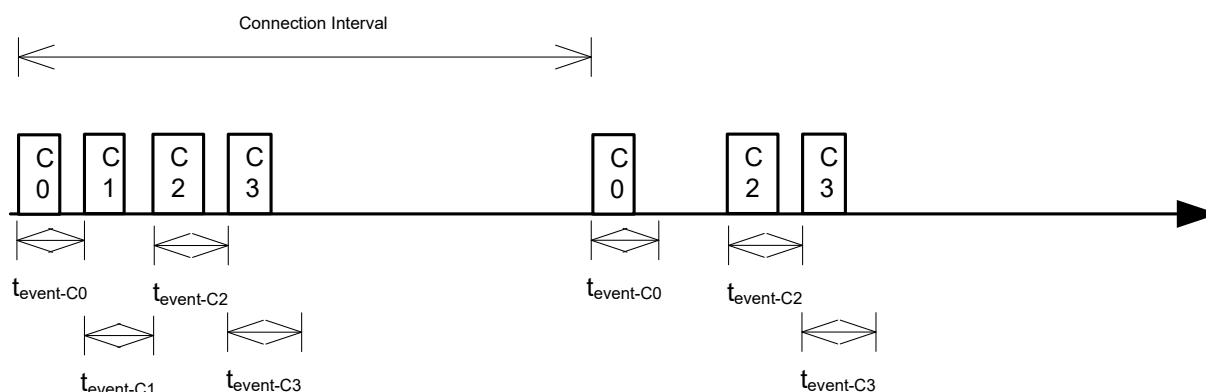 Connection Interval
C
0
C
1
C
2
C
3
C
0
C
2
C
3
tevent-C0
tevent-C2
tevent-C0
tevent-C2
tevent-C1
tevent-C3
tevent-C3